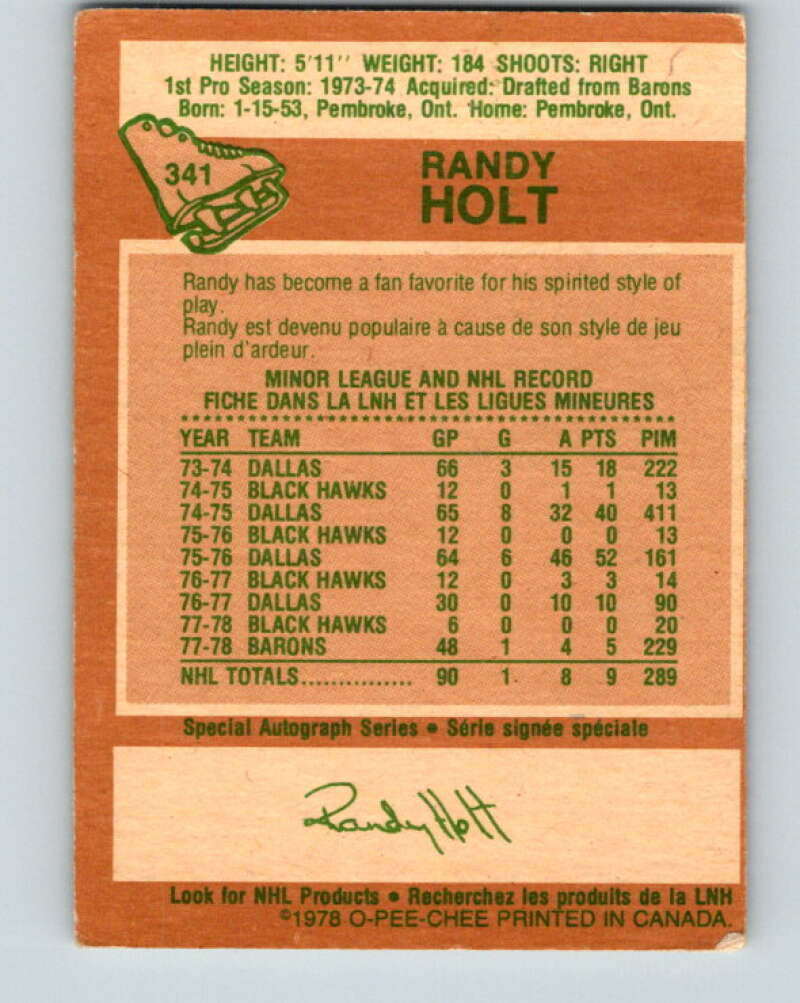 HEIGHT: 5'11'' WEIGHT: 184 SHOOTS: RIGHT
1st Pro Season: 1973-74 Acquired: Drafted from Barons
Born: 1-15-53, Pembroke, Ont. Home: Pembroke, Ont.
341
RANDY
HOLT
Randy has become a fan favorite for his spirited style of
play.
Randy est devenu populaire à cause de son style de jeu
plein d'ardeur.
MINOR LEAGUE AND NHL RECORD
FICHE DANS LA LNH ET LES LIGUES MINEURES
YEAR TEAM GP G A PTS PIM
73-74 DALLAS 66 3 15 18 222
74-75 BLACK HAWKS 12 0 1 1 13
74-75 DALLAS 65 8 32 40 411
75-76 BLACK HAWKS 12 0 0 0 13
75-76 DALLAS 64 6 46 52 161
76-77 BLACK HAWKS 12 0 3 3 14
76-77 DALLAS 30 0 10 10 90
77-78 BLACK HAWKS 6 0 0 0 20
77-78 BARONS 48 1 4 5 229
NHL TOTALS............... 90 1 8 9 289
Special Autograph Series • Série signée spéciale
Randy Holt
Look for NHL Products • Recherchez les produits de la LNH
©1978 O-PEE-CHEE PRINTED IN CANADA.